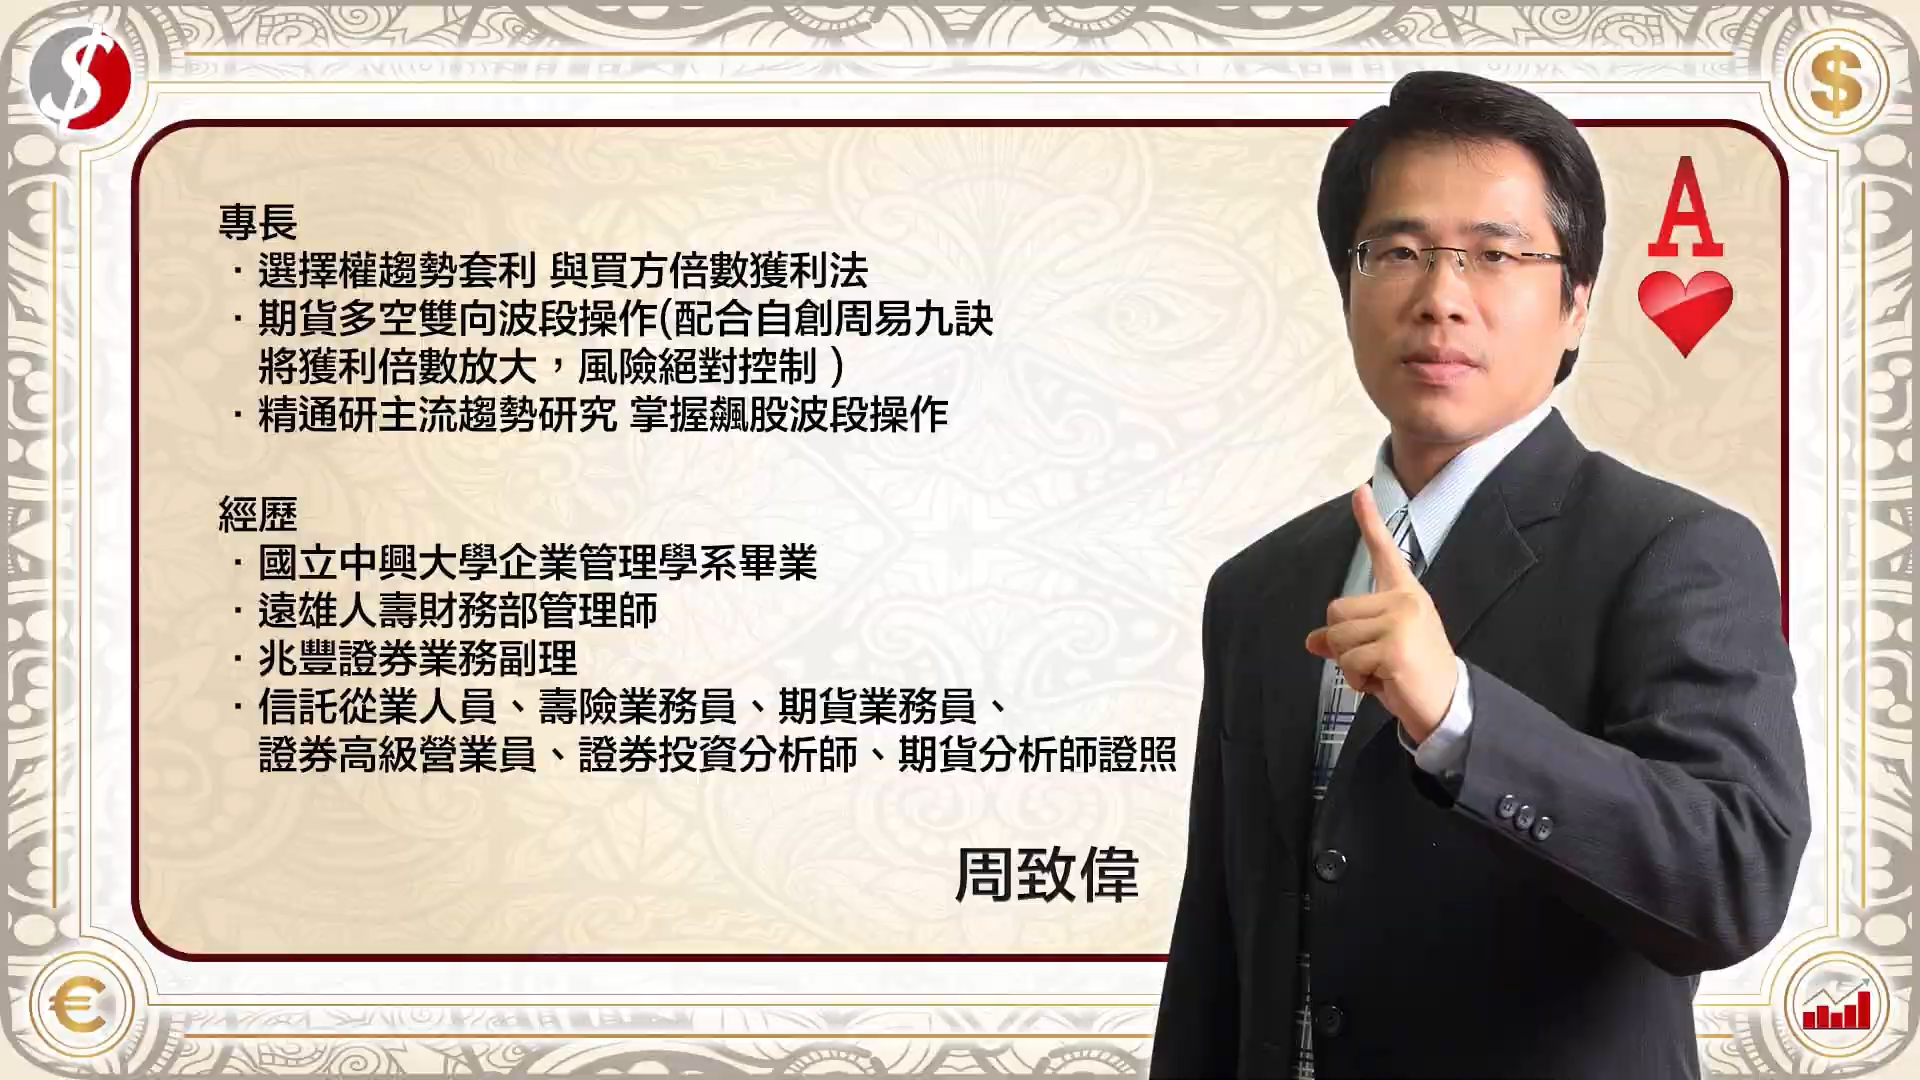 專長
·選擇權趨勢套利 與買方倍數獲利法
·期貨多空雙向波段操作(配合自創周易九訣
將獲利倍數放大，風險絕對控制)
·精通研主流趨勢研究 掌握飆股波段操作
經歷
·國立中興大學企業管理學系畢業
·遠雄人壽財務部管理師
·兆豐證券業務副理
·信託從業人員、壽險業務員、期貨業務員、
證券高級營業員、證券投資分析師、期貨分析師證照
周致偉
A
$
$
€